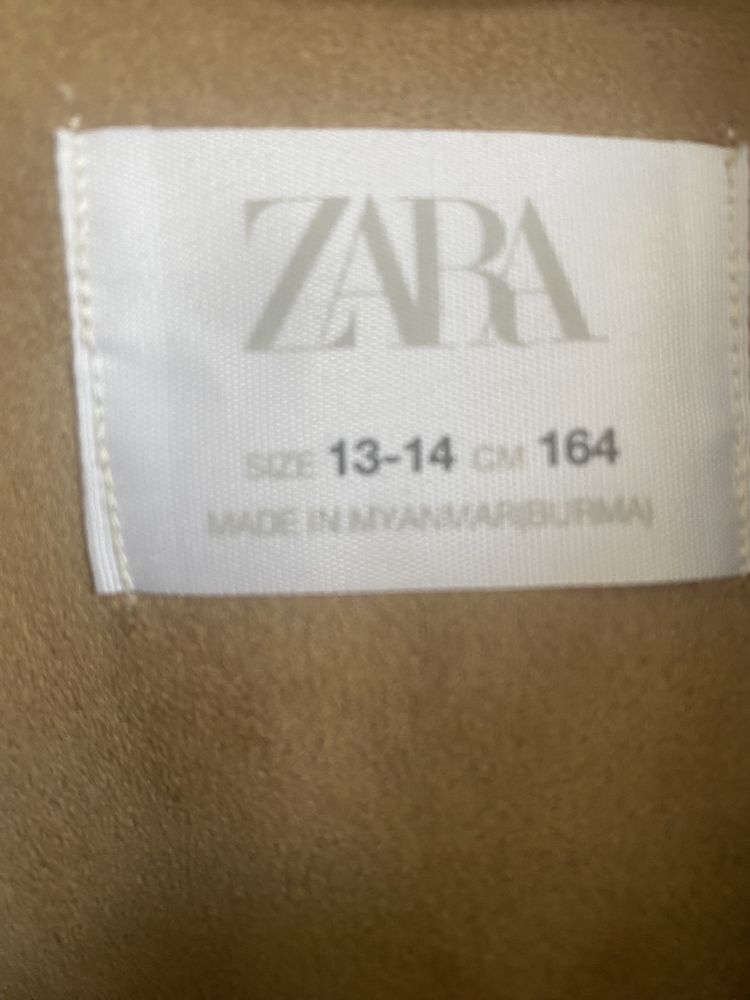 ZARA
SIZE 13-14 CM 164
MADE IN MYANMAR(BURMA)